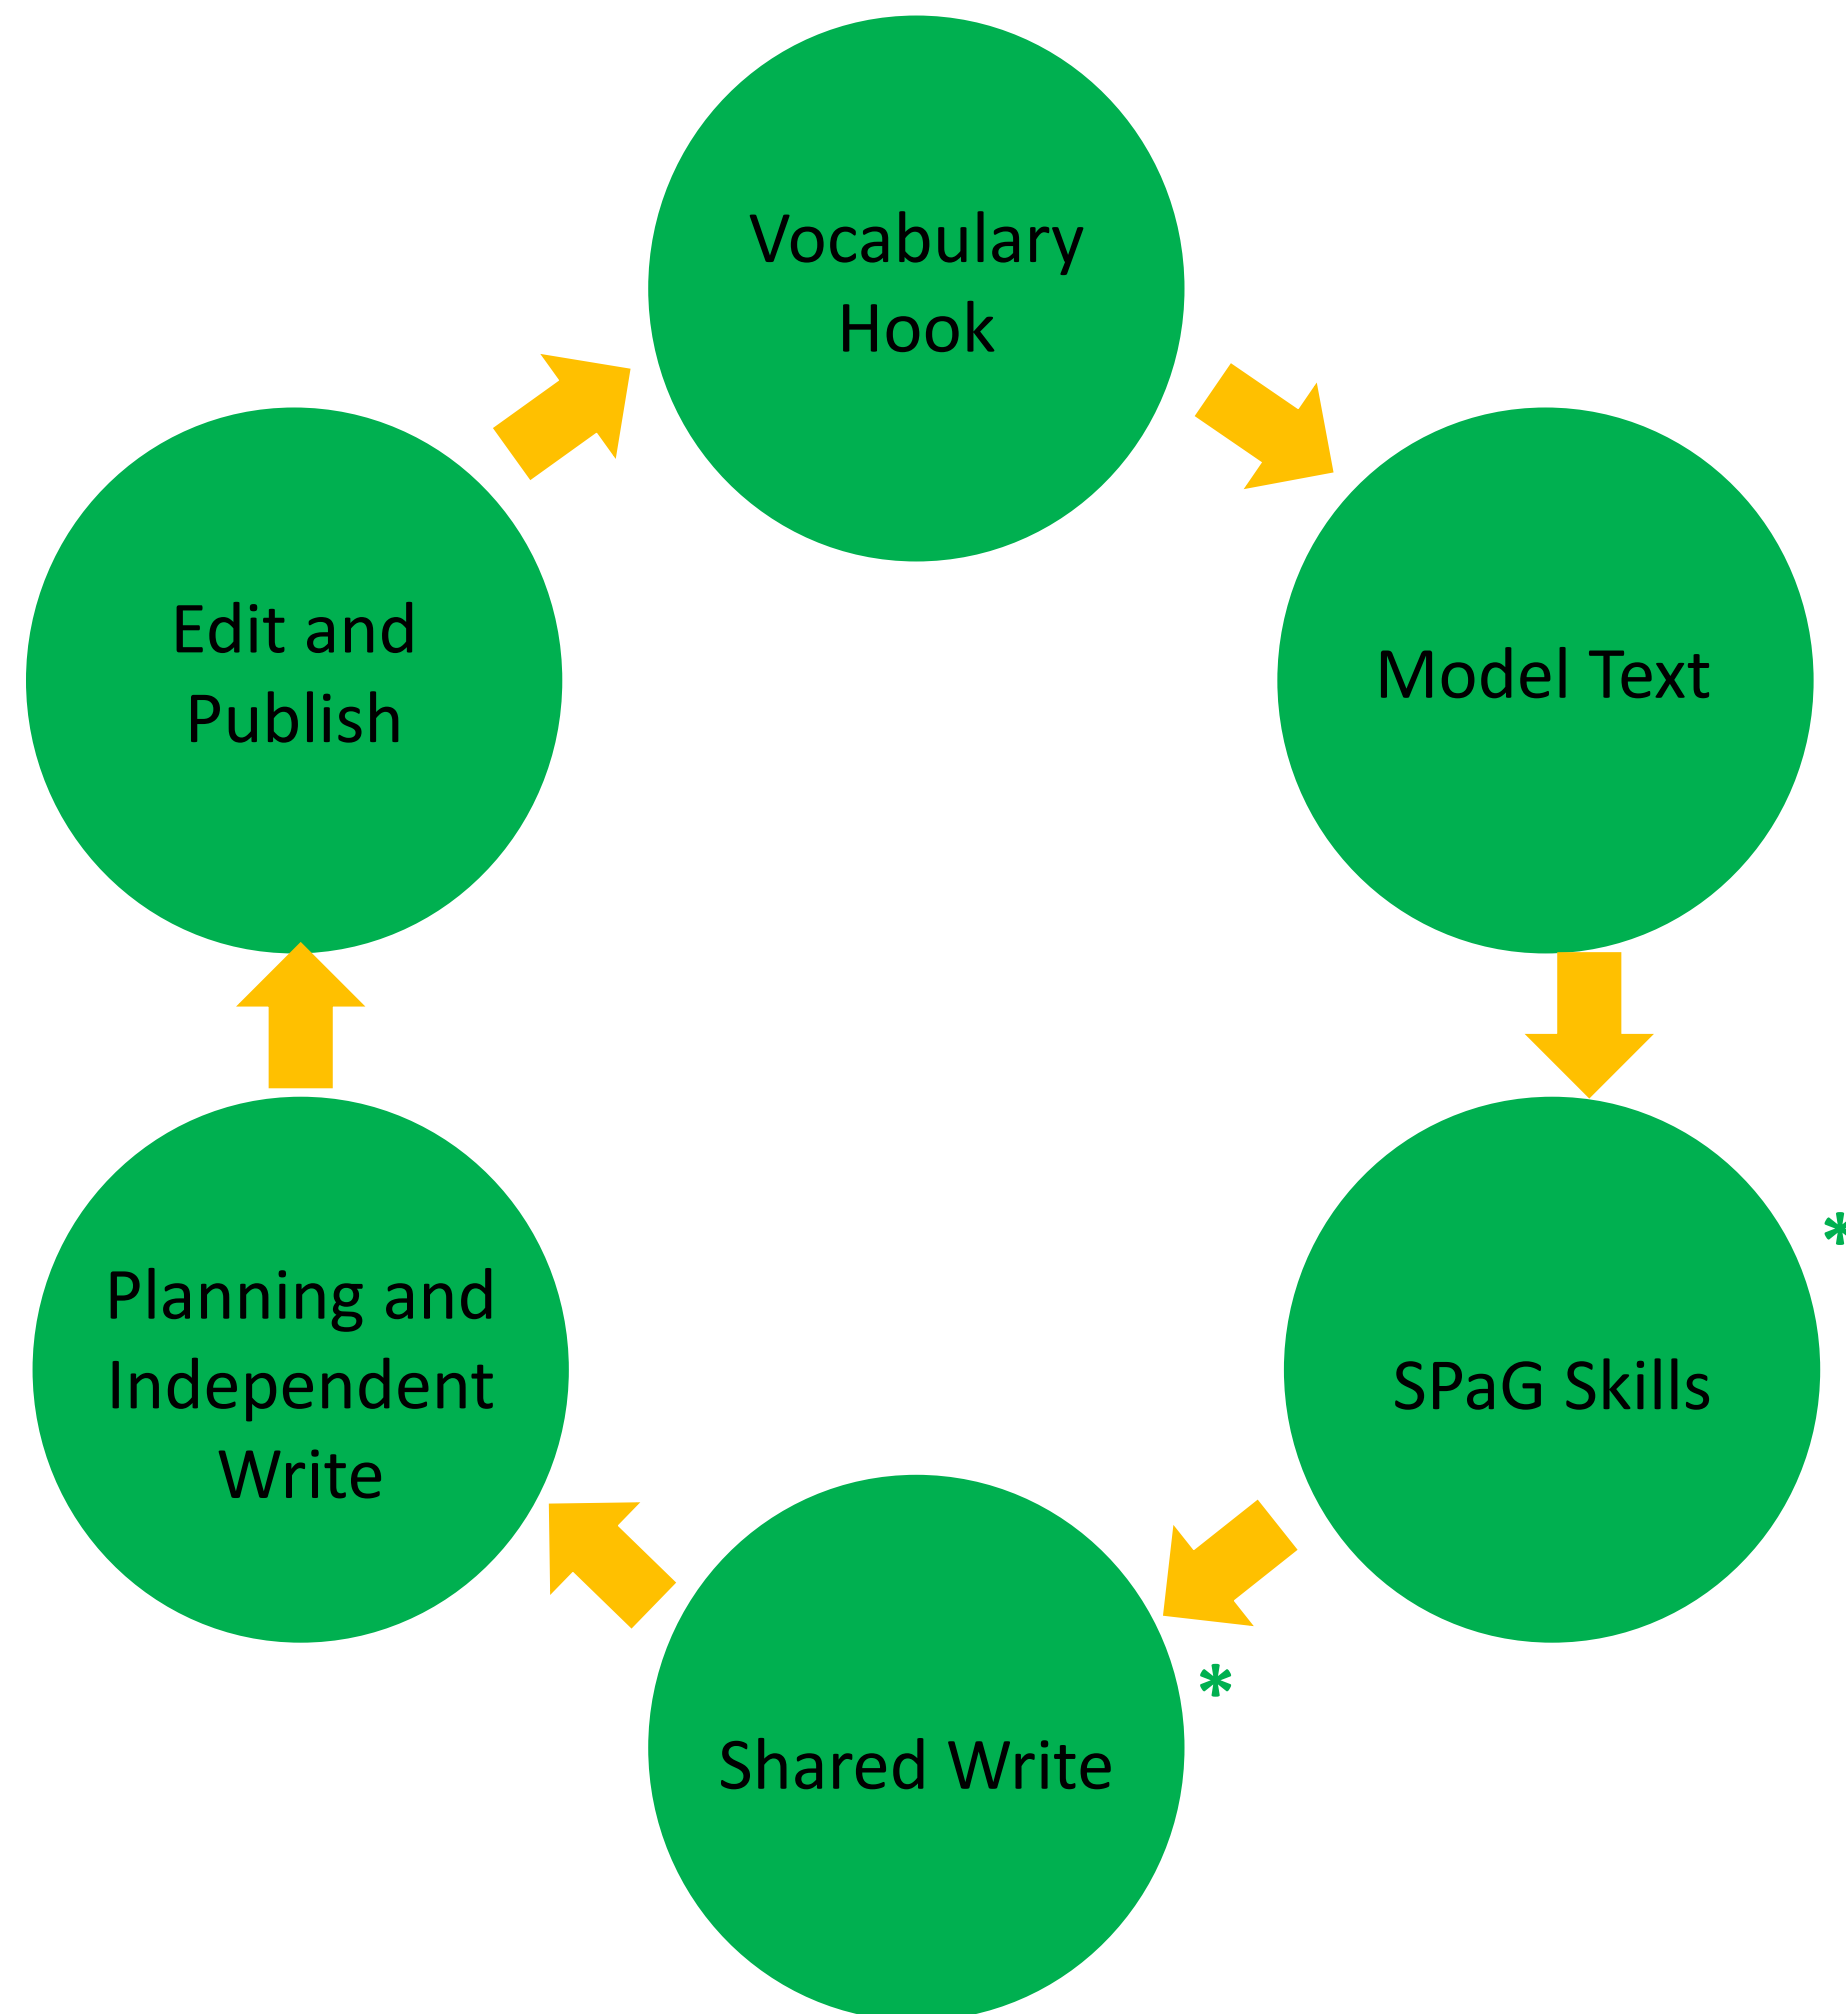 Vocabulary
Hook
Model Text
SPaG Skills
*
Shared Write
*
Planning and
Independent
Write
Edit and
Publish